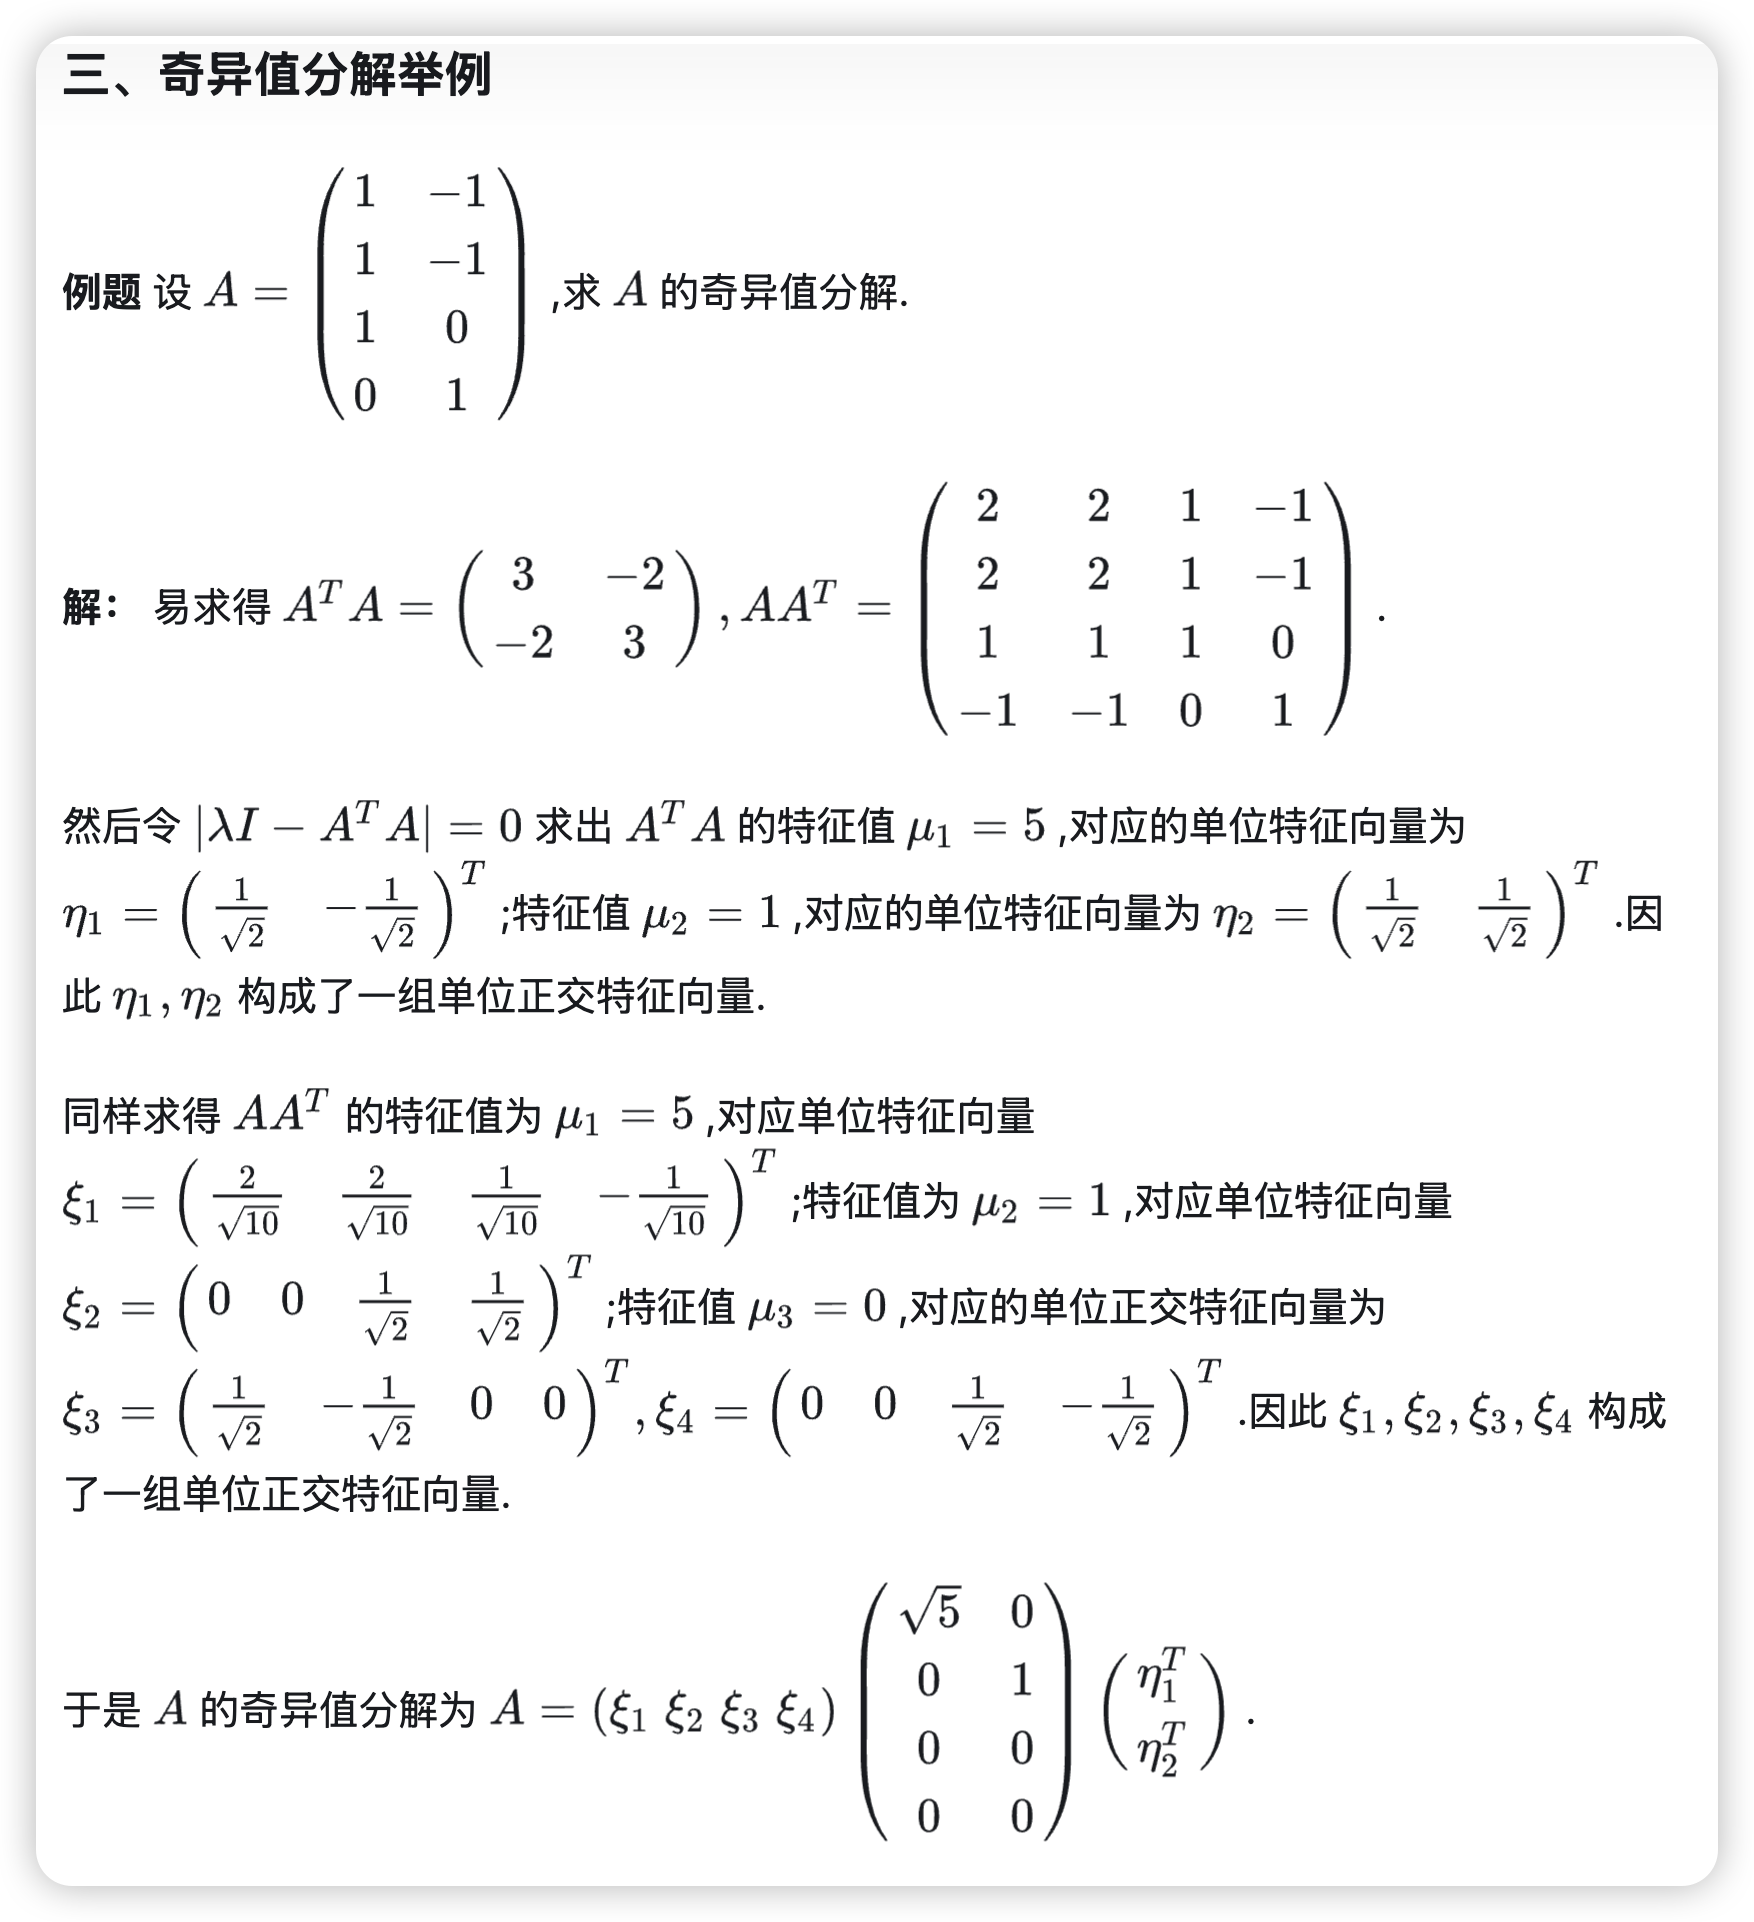 三、奇异值分解举例
例题 设 $A = \begin{pmatrix} 1 & -1 \\ 1 & -1 \\ 1 & 0 \\ 0 & 1 \end{pmatrix}$ ,求 $A$ 的奇异值分解.
解： 易求得 $A^T A = \begin{pmatrix} 3 & -2 \\ -2 & 3 \end{pmatrix}, AA^T = \begin{pmatrix} 2 & 2 & 1 & -1 \\ 2 & 2 & 1 & -1 \\ 1 & 1 & 1 & 0 \\ -1 & -1 & 0 & 1 \end{pmatrix}$ .
然后令 $|\lambda I - A^T A| = 0$ 求出 $A^T A$ 的特征值 $\mu_1 = 5$ ,对应的单位特征向量为
$\eta_1 = \begin{pmatrix} \frac{1}{\sqrt{2}} & -\frac{1}{\sqrt{2}} \end{pmatrix}^T$ ;特征值 $\mu_2 = 1$ ,对应的单位特征向量为 $\eta_2 = \begin{pmatrix} \frac{1}{\sqrt{2}} & \frac{1}{\sqrt{2}} \end{pmatrix}^T$ .因
此 $\eta_1, \eta_2$ 构成了一组单位正交特征向量.
同样求得 $AA^T$ 的特征值为 $\mu_1 = 5$ ,对应单位特征向量
$\xi_1 = \begin{pmatrix} \frac{2}{\sqrt{10}} & \frac{2}{\sqrt{10}} & \frac{1}{\sqrt{10}} & -\frac{1}{\sqrt{10}} \end{pmatrix}^T$ ;特征值为 $\mu_2 = 1$ ,对应单位特征向量
$\xi_2 = \begin{pmatrix} 0 & 0 & \frac{1}{\sqrt{2}} & \frac{1}{\sqrt{2}} \end{pmatrix}^T$ ;特征值 $\mu_3 = 0$ ,对应的单位正交特征向量为
$\xi_3 = \begin{pmatrix} \frac{1}{\sqrt{2}} & -\frac{1}{\sqrt{2}} & 0 & 0 \end{pmatrix}^T, \xi_4 = \begin{pmatrix} 0 & 0 & \frac{1}{\sqrt{2}} & -\frac{1}{\sqrt{2}} \end{pmatrix}^T$ .因此 $\xi_1, \xi_2, \xi_3, \xi_4$ 构成
了一组单位正交特征向量.
于是 $A$ 的奇异值分解为 $A = (\xi_1 \ \xi_2 \ \xi_3 \ \xi_4) \begin{pmatrix} \sqrt{5} & 0 \\ 0 & 1 \\ 0 & 0 \\ 0 & 0 \end{pmatrix} \begin{pmatrix} \eta_1^T \\ \eta_2^T \end{pmatrix}$ .